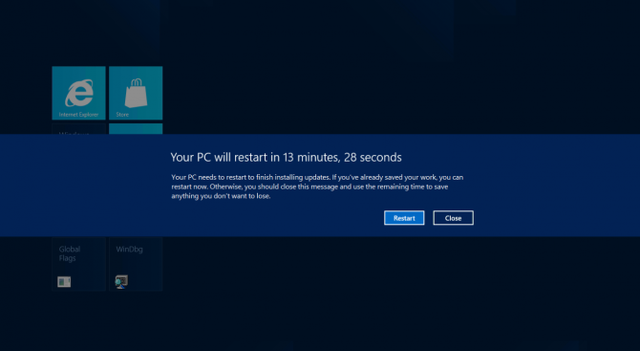 Internet Explorer
Store
Windows
Your PC will restart in 13 minutes, 28 seconds
Your PC needs to restart to finish installing updates. If you've already saved your work, you can
restart now. Otherwise, you should close this message and use the remaining time to save
anything you don't want to lose.
Restart
Close
Global
Flags
WinDbg